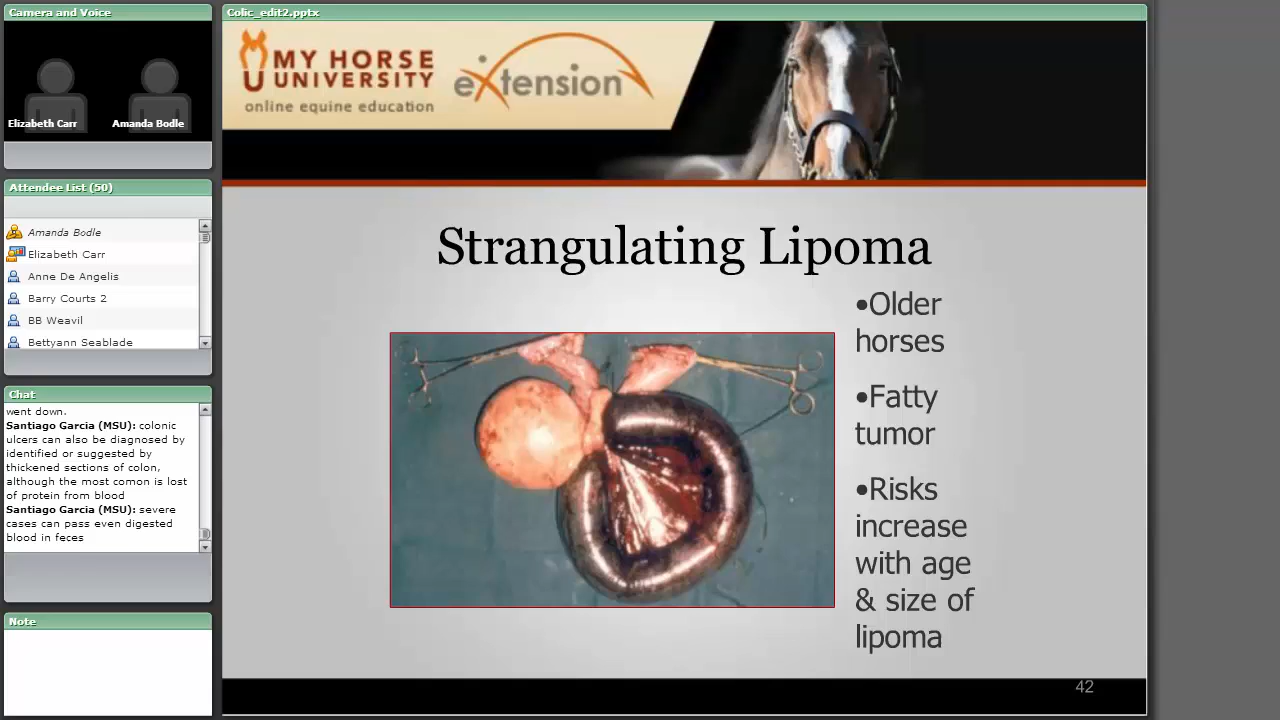 Camera and Voice
Elizabeth Carr
Amanda Bodle
Attendee List (50)
Amanda Bodle
Elizabeth Carr
Anne De Angelis
Barry Courts 2
BB Weavil
Bettyann Seablade
Chat
went down.
Santiago Garcia (MSU): colonic
ulcers can also be diagnosed by
identified or suggested by
thickened sections of colon,
although the most comon is lost
of protein from blood
Santiago Garcia (MSU): severe
cases can pass even digested
blood in feces
Note
Colic_edit2.pptx
MY HORSE
UNIVERSITY
online equine education
eXtension
Strangulating Lipoma
•Older
horses
•Fatty
tumor
•Risks
increase
with age
& size of
lipoma
42